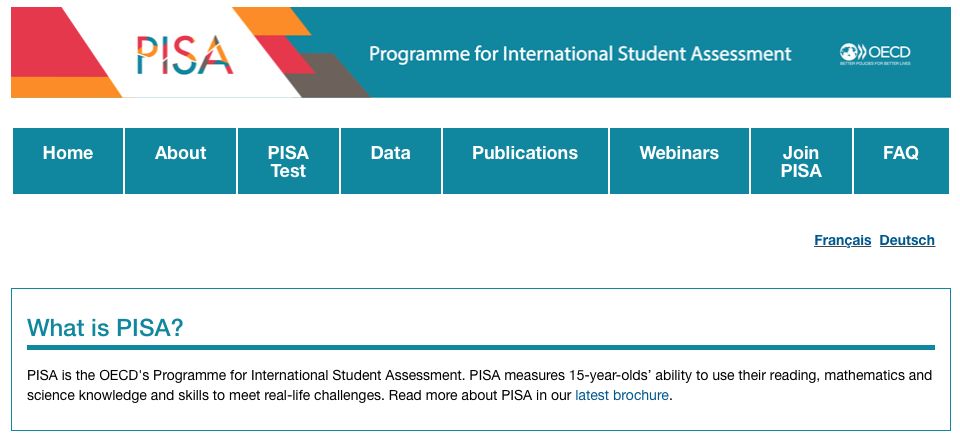 PISA
Programme for International Student Assessment
OECD
BETTER POLICIES FOR BETTER LIVES
Home About PISA Test Data Publications Webinars Join PISA FAQ
Français Deutsch
What is PISA?
PISA is the OECD's Programme for International Student Assessment. PISA measures 15-year-olds’ ability to use their reading, mathematics and
science knowledge and skills to meet real-life challenges. Read more about PISA in our latest brochure.